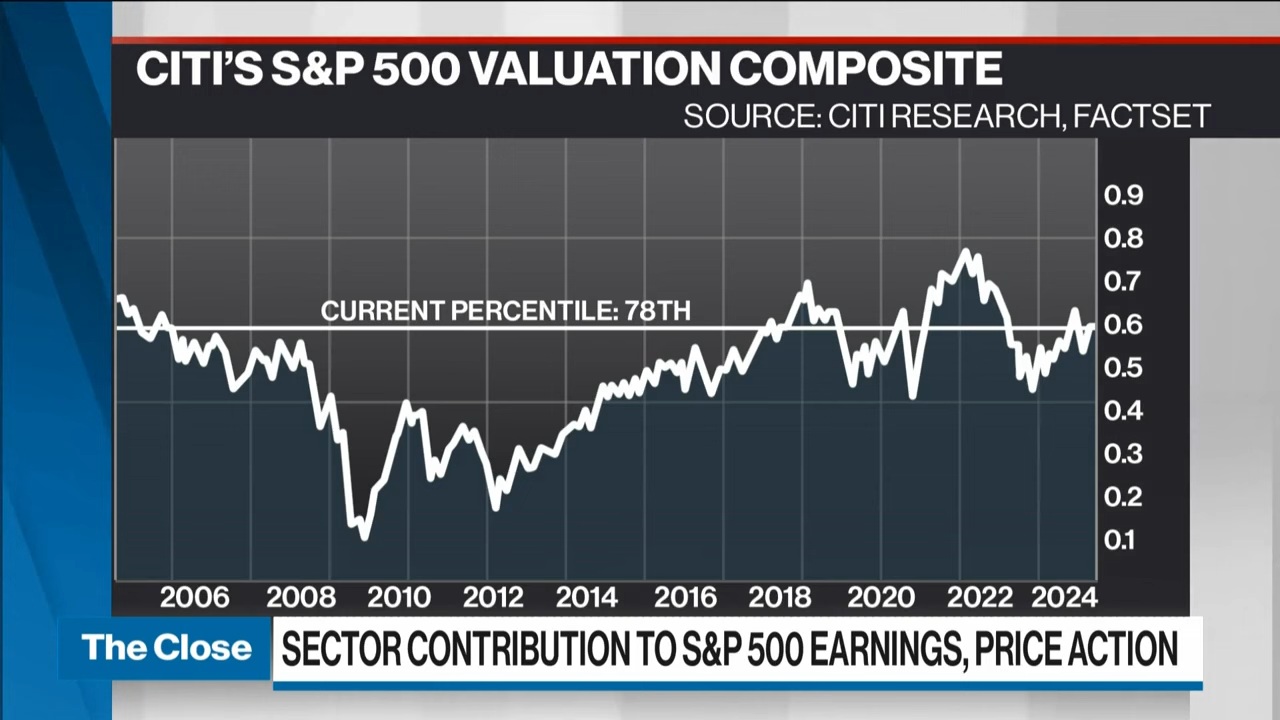 CITI'S S&P 500 VALUATION COMPOSITE
SOURCE: CITI RESEARCH, FACTSET
CURRENT PERCENTILE: 78TH
0.9
0.8
0.7
0.6
0.5
0.4
0.3
0.2
0.1
2006 2008 2010 2012 2014 2016 2018 2020 2022 2024
The Close
SECTOR CONTRIBUTION TO S&P 500 EARNINGS, PRICE ACTION